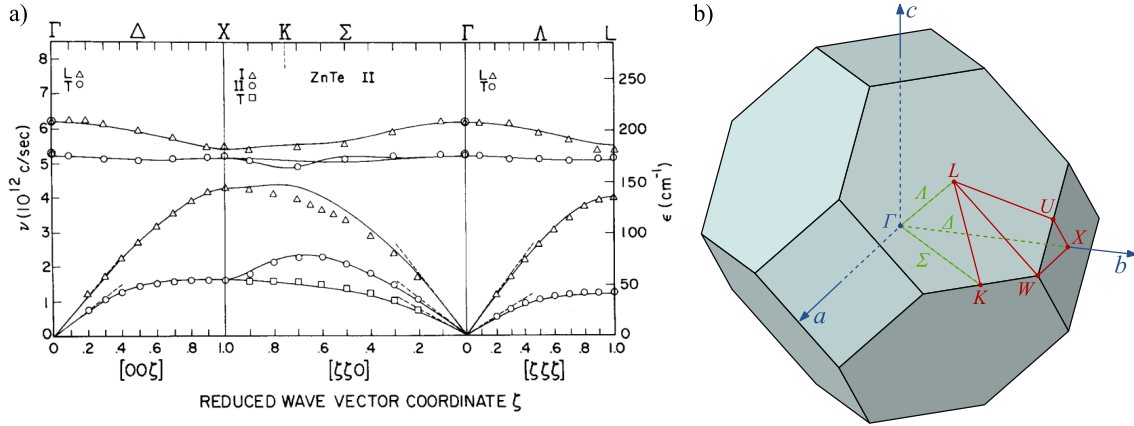 a)
Γ Δ X K Σ Γ Λ L
8
7
6
5
4
3
2
1
0
ν (10¹² c/sec)
L △
T ○
I △
II ○
T □
ZnTe II
L △
T ○
250
200
150
100
50
0
ε (cm⁻¹)
0 .2 .4 .6 .8 1.0 .8 .6 .4 .2 0 .2 .4 .6 .8 1.0
[00ζ] [ζζ0] [ζζζ]
REDUCED WAVE VECTOR COORDINATE ζ
b)
c
L
Λ
U
Γ
Δ
X
b
Σ
K
W
a